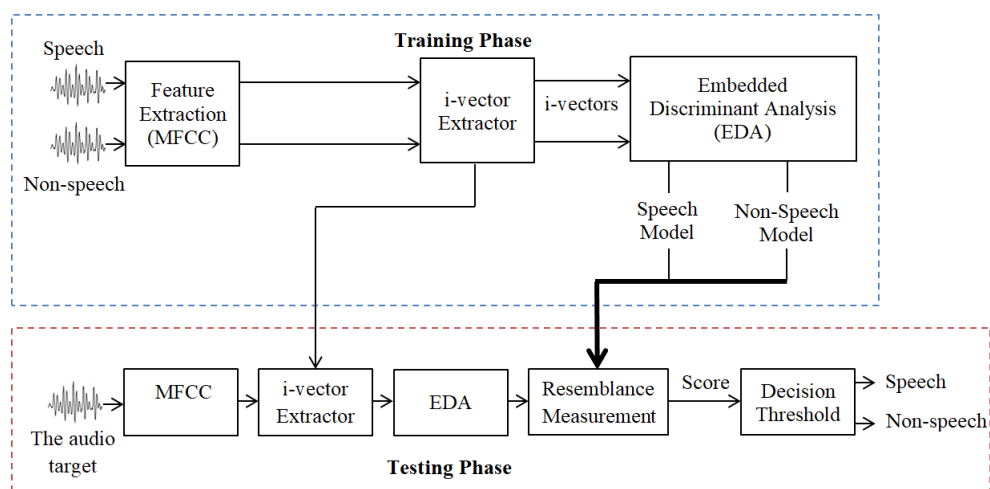 Training Phase
Speech
Non-speech
Feature
Extraction
(MFCC)
i-vector
Extractor
i-vectors
Embedded
Discriminant Analysis
(EDA)
Speech
Model
Non-Speech
Model
The audio
target
MFCC
i-vector
Extractor
EDA
Resemblance
Measurement
Score
Decision
Threshold
Speech
Non-speech
Testing Phase